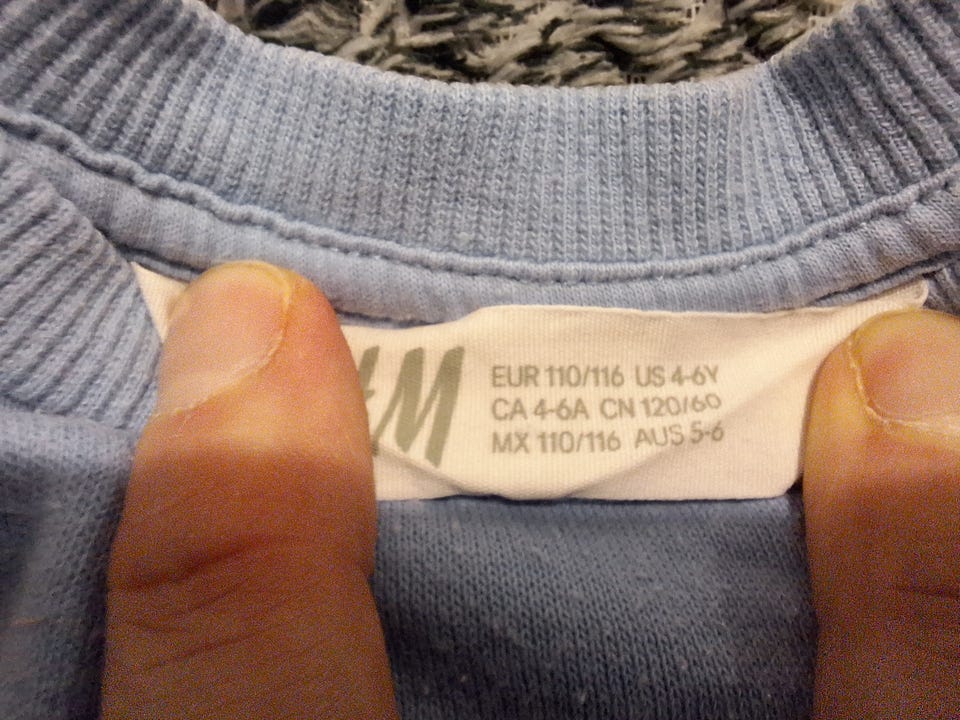 M
EUR 110/116 US 4-6Y
CA 4-6A CN 120/60
MX 110/116 AUS 5-6